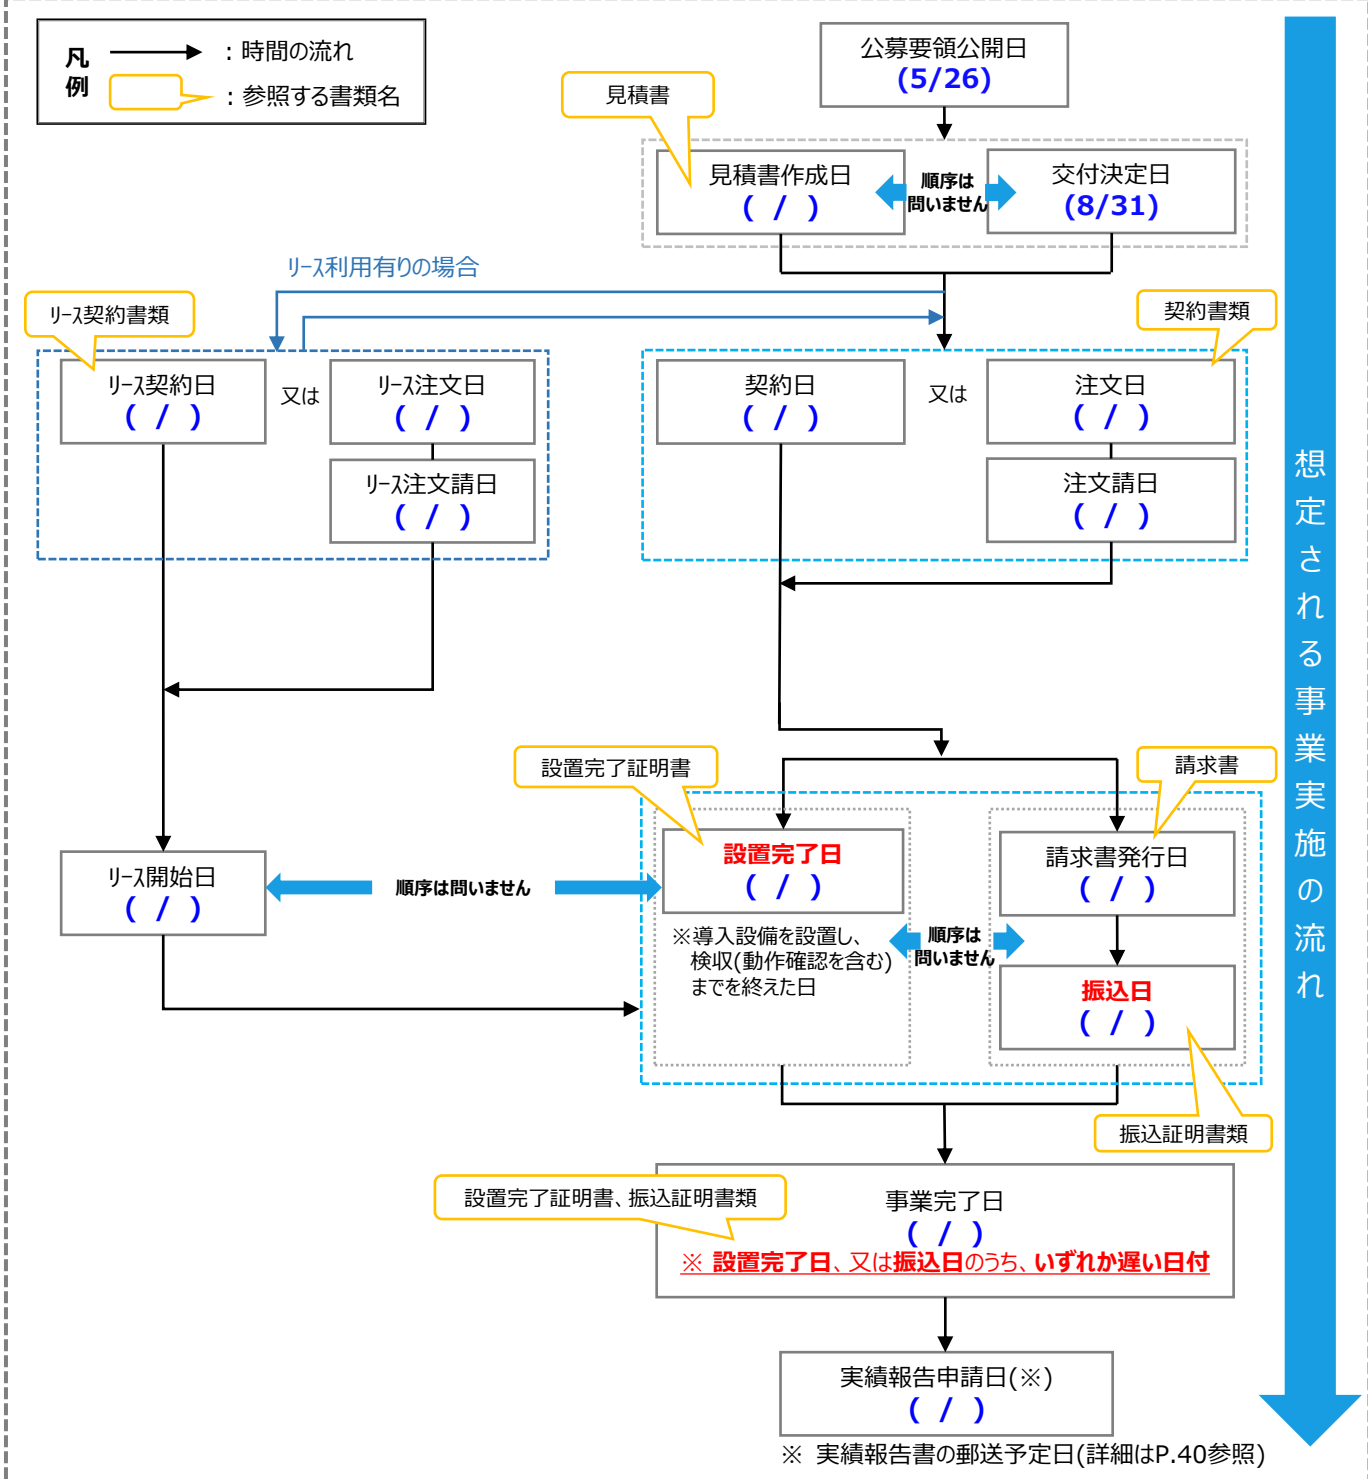 凡例
：時間の流れ
：参照する書類名
公募要領公開日
(5/26)
見積書
見積書作成日
( / )
順序は
問いません
交付決定日
(8/31)
ﾘｰｽ利用有りの場合
ﾘｰｽ契約書類
契約書類
ﾘｰｽ契約日
( / )
又は
ﾘｰｽ注文日
( / )
ﾘｰｽ注文請日
( / )
契約日
( / )
又は
注文日
( / )
注文請日
( / )
設置完了証明書
請求書
設置完了日
( / )
※導入設備を設置し、
検収(動作確認を含む)
までを終えた日
請求書発行日
( / )
ﾘｰｽ開始日
( / )
順序は問いません
順序は
問いません
振込日
( / )
振込証明書類
設置完了証明書、振込証明書類
事業完了日
( / )
※ 設置完了日、又は振込日のうち、いずれか遅い日付
実績報告申請日(※)
( / )
※ 実績報告書の郵送予定日(詳細はP.40参照)
想定される事業実施の流れ